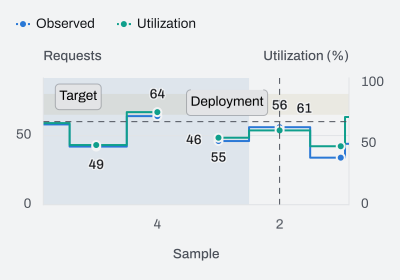 Observed Utilization
Requests Utilization (%)
100
Target 64
Deployment 56 61
50 46 50
49 55
0 0
4 2
Sample